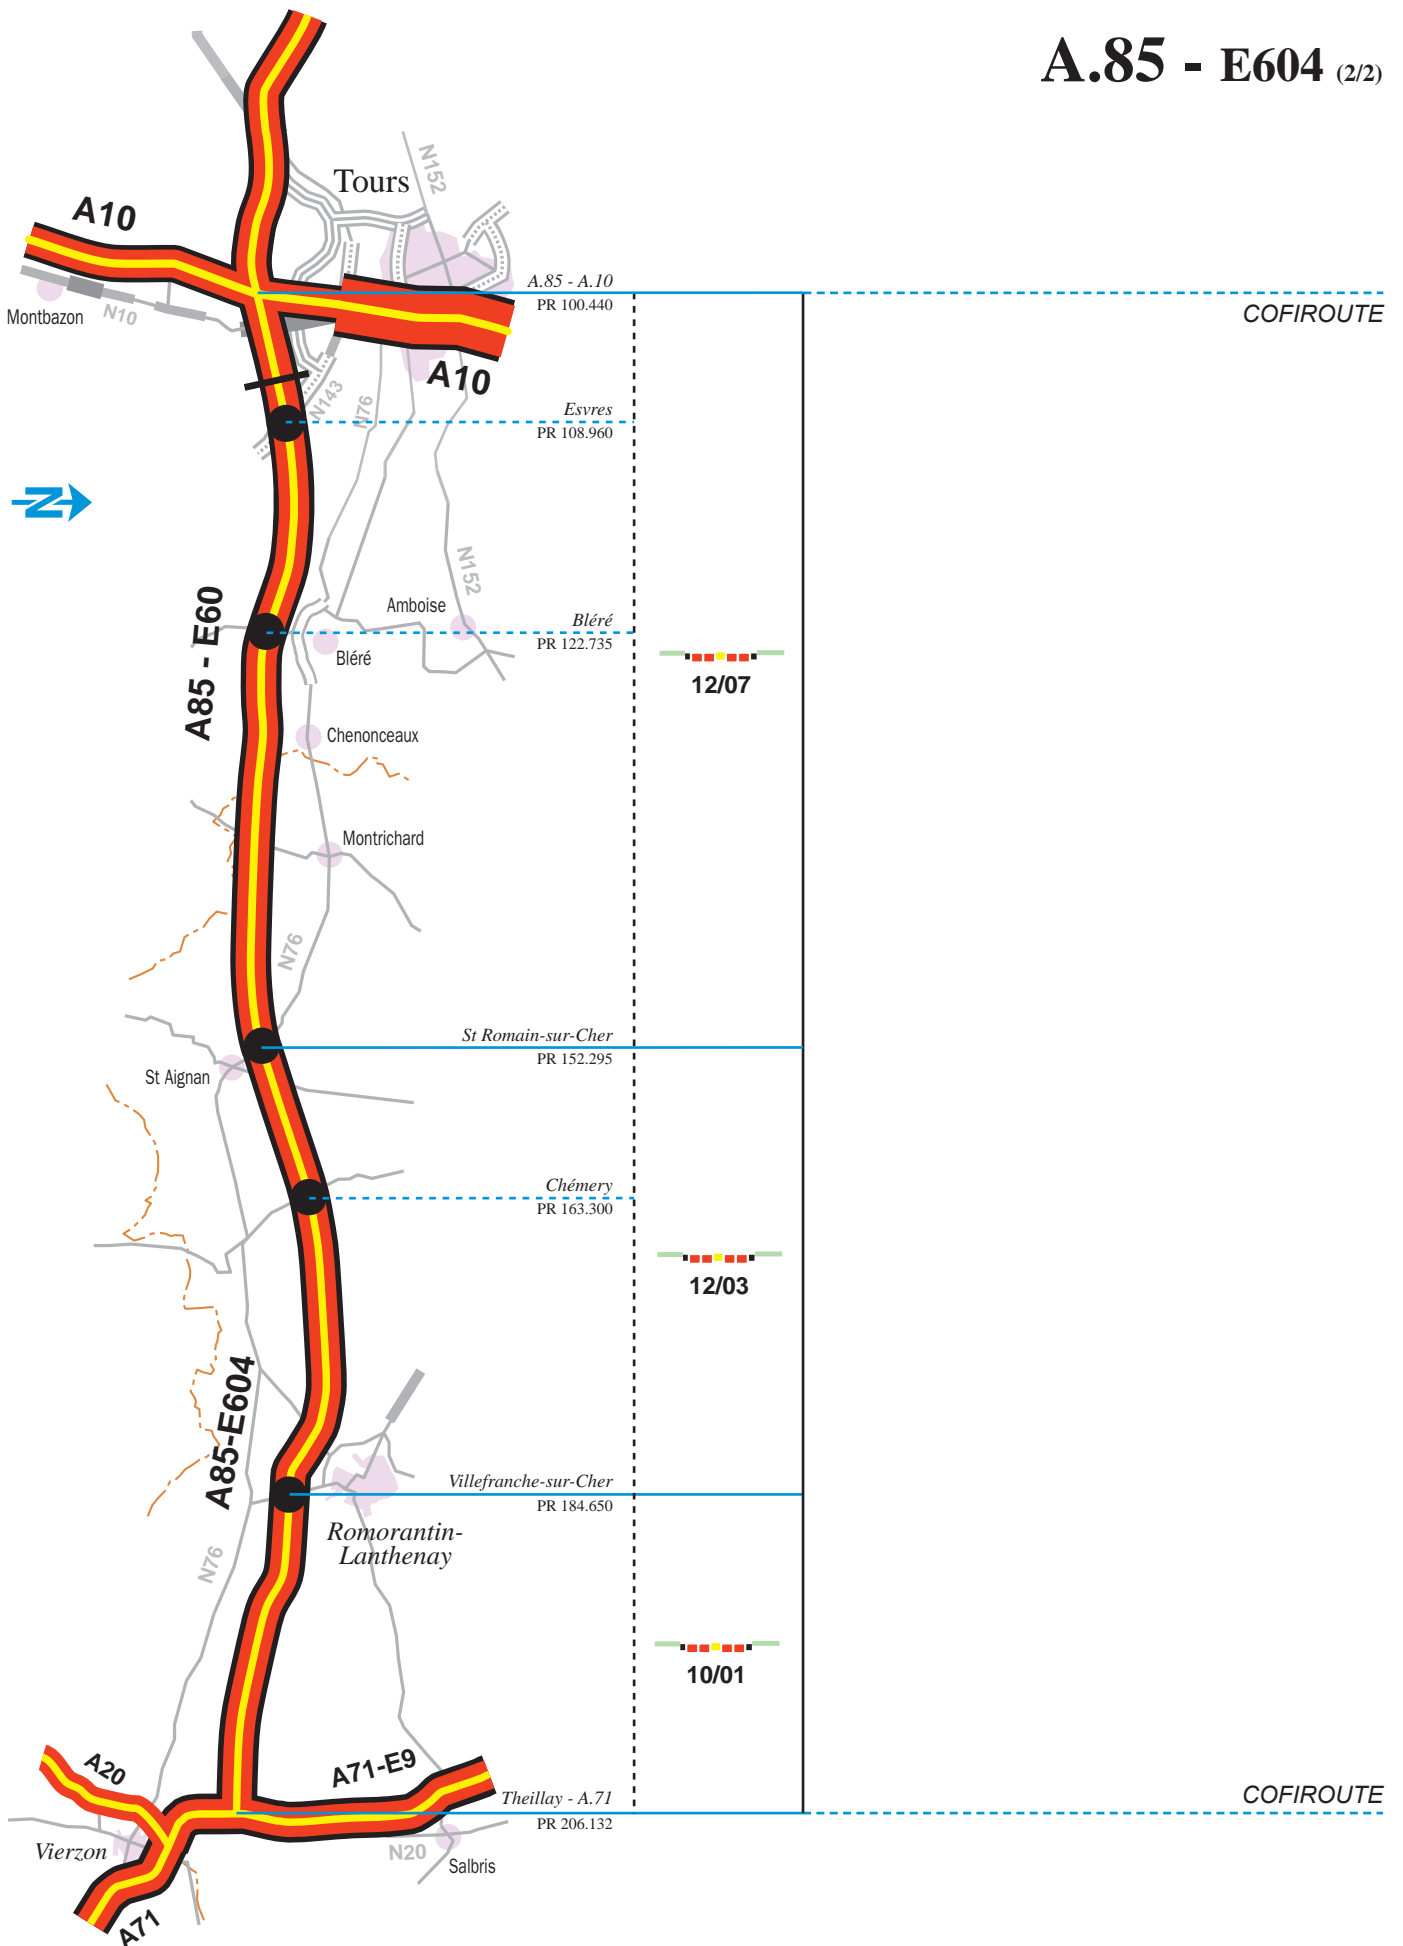 A.85 - E604 (2/2)
Tours
N152
A10
A.85 - A.10
PR 100.440
COFIROUTE
Montbazon
N10
A10
N143
N76
Esvres
PR 108.960
N
N152
A85 - E60
Amboise
Bléré
PR 122.735
Bléré
12/07
Chenonceaux
Montrichard
N76
St Romain-sur-Cher
PR 152.295
St Aignan
Chémery
PR 163.300
12/03
A85-E604
Villefranche-sur-Cher
PR 184.650
Romorantin-
Lanthenay
N76
10/01
A20
A71-E9
Theillay - A.71
PR 206.132
COFIROUTE
Vierzon
N20
Salbris
A71